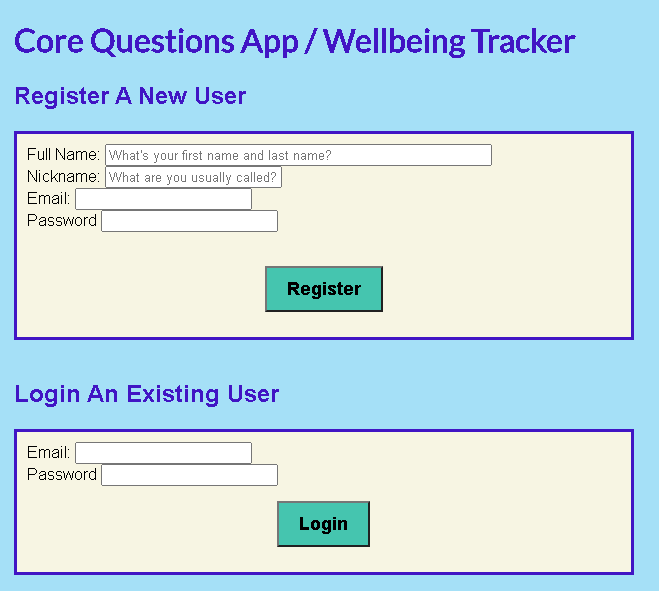 Core Questions App / Wellbeing Tracker
Register A New User
Full Name: What's your first name and last name?
Nickname: What are you usually called?
Email:
Password
Register
Login An Existing User
Email:
Password
Login